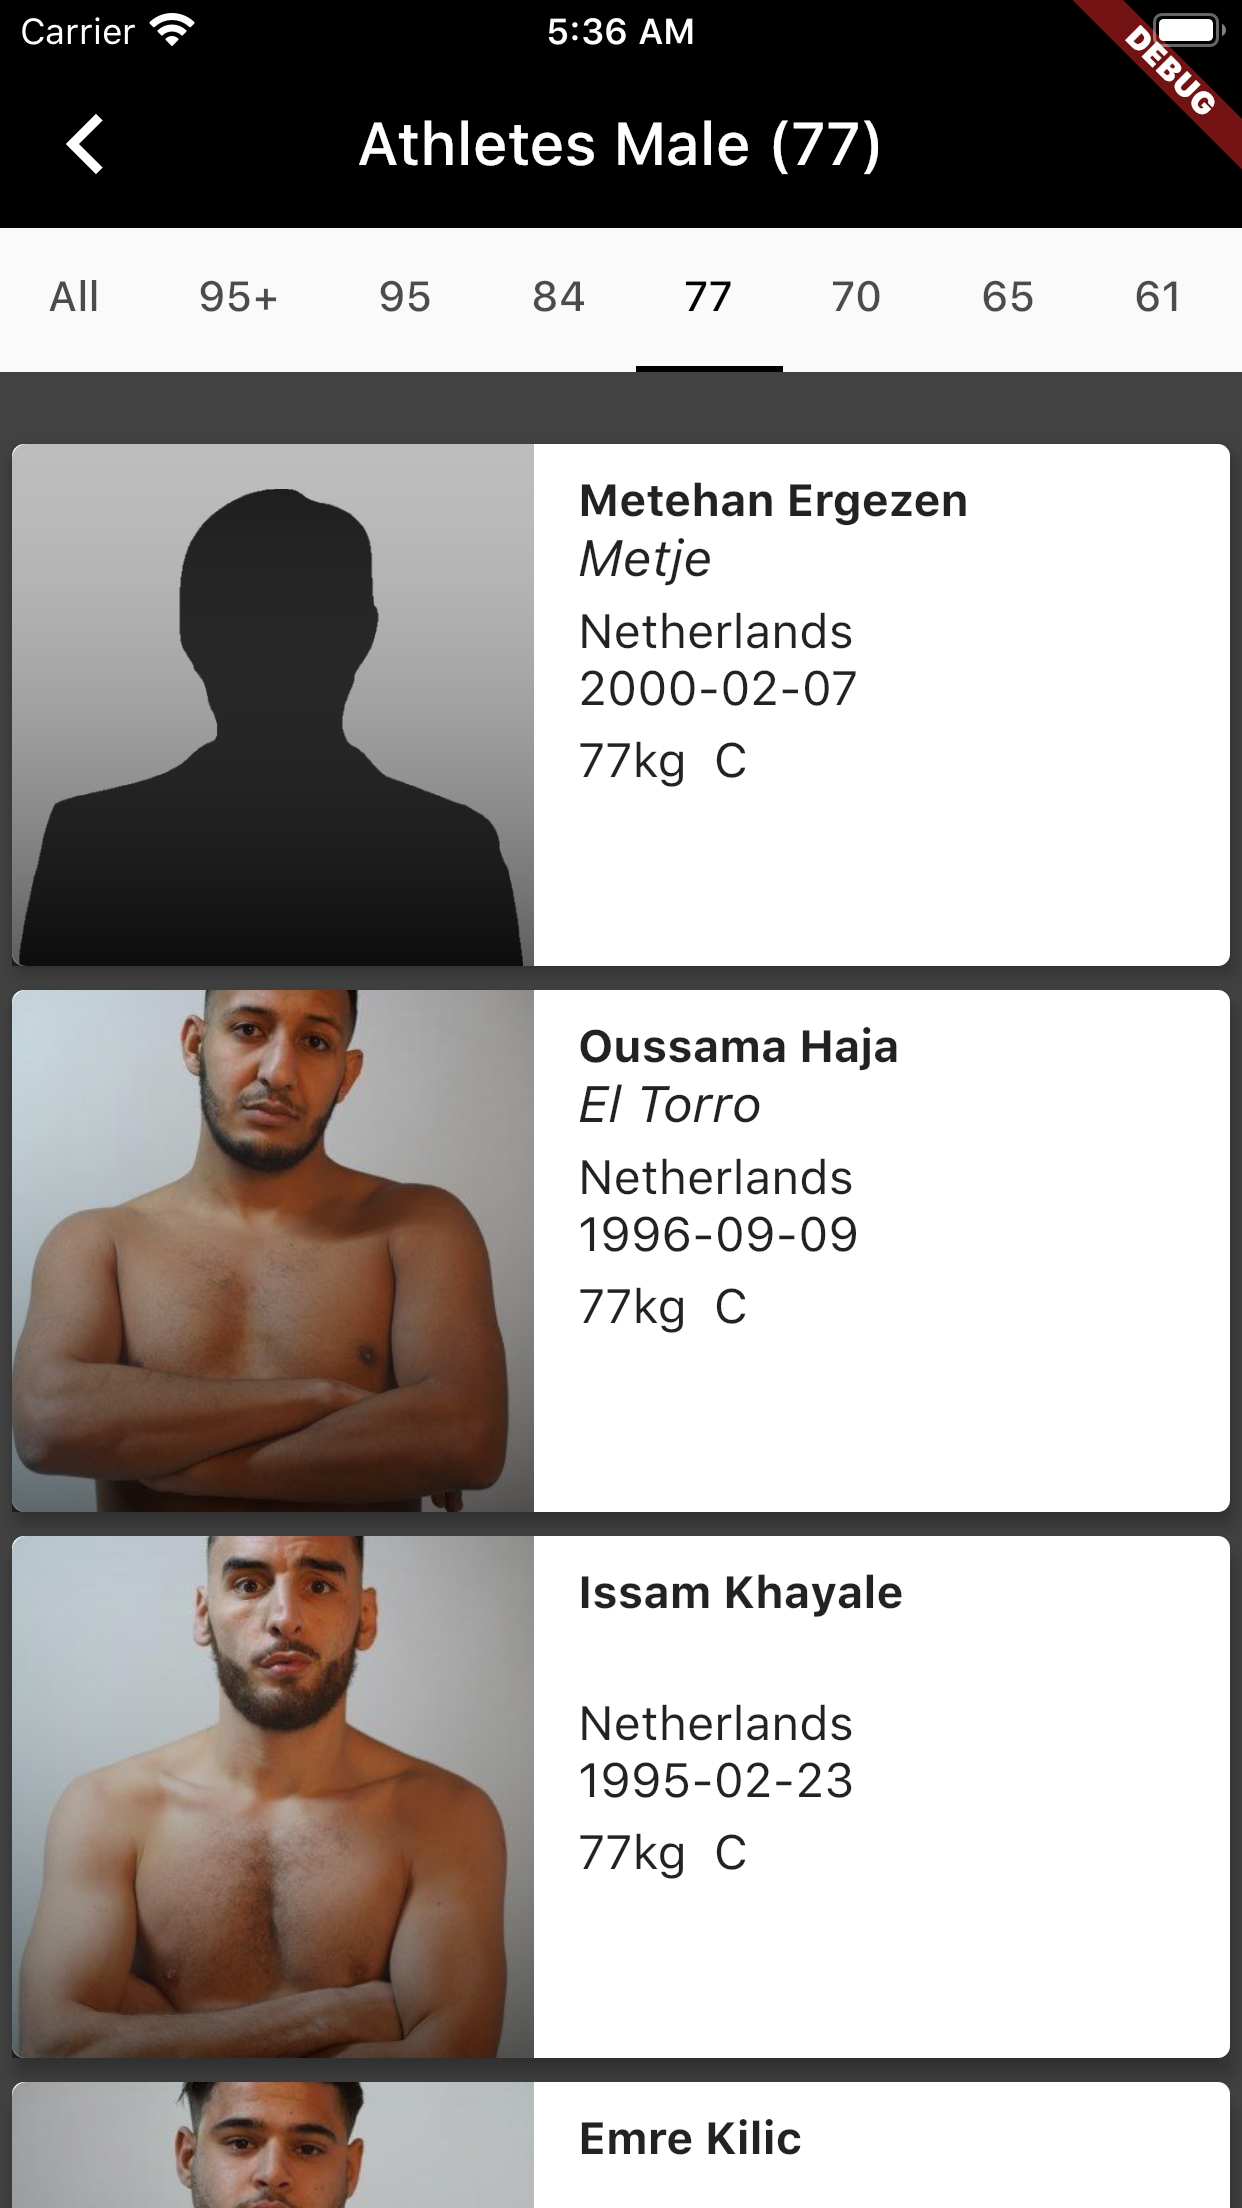 Carrier 5:36 AM
DEBUG
Athletes Male (77)
All 95+ 95 84 77 70 65 61
Metehan Ergezen
Metje
Netherlands
2000-02-07
77kg C
Oussama Haja
El Torro
Netherlands
1996-09-09
77kg C
Issam Khayale
Netherlands
1995-02-23
77kg C
Emre Kilic